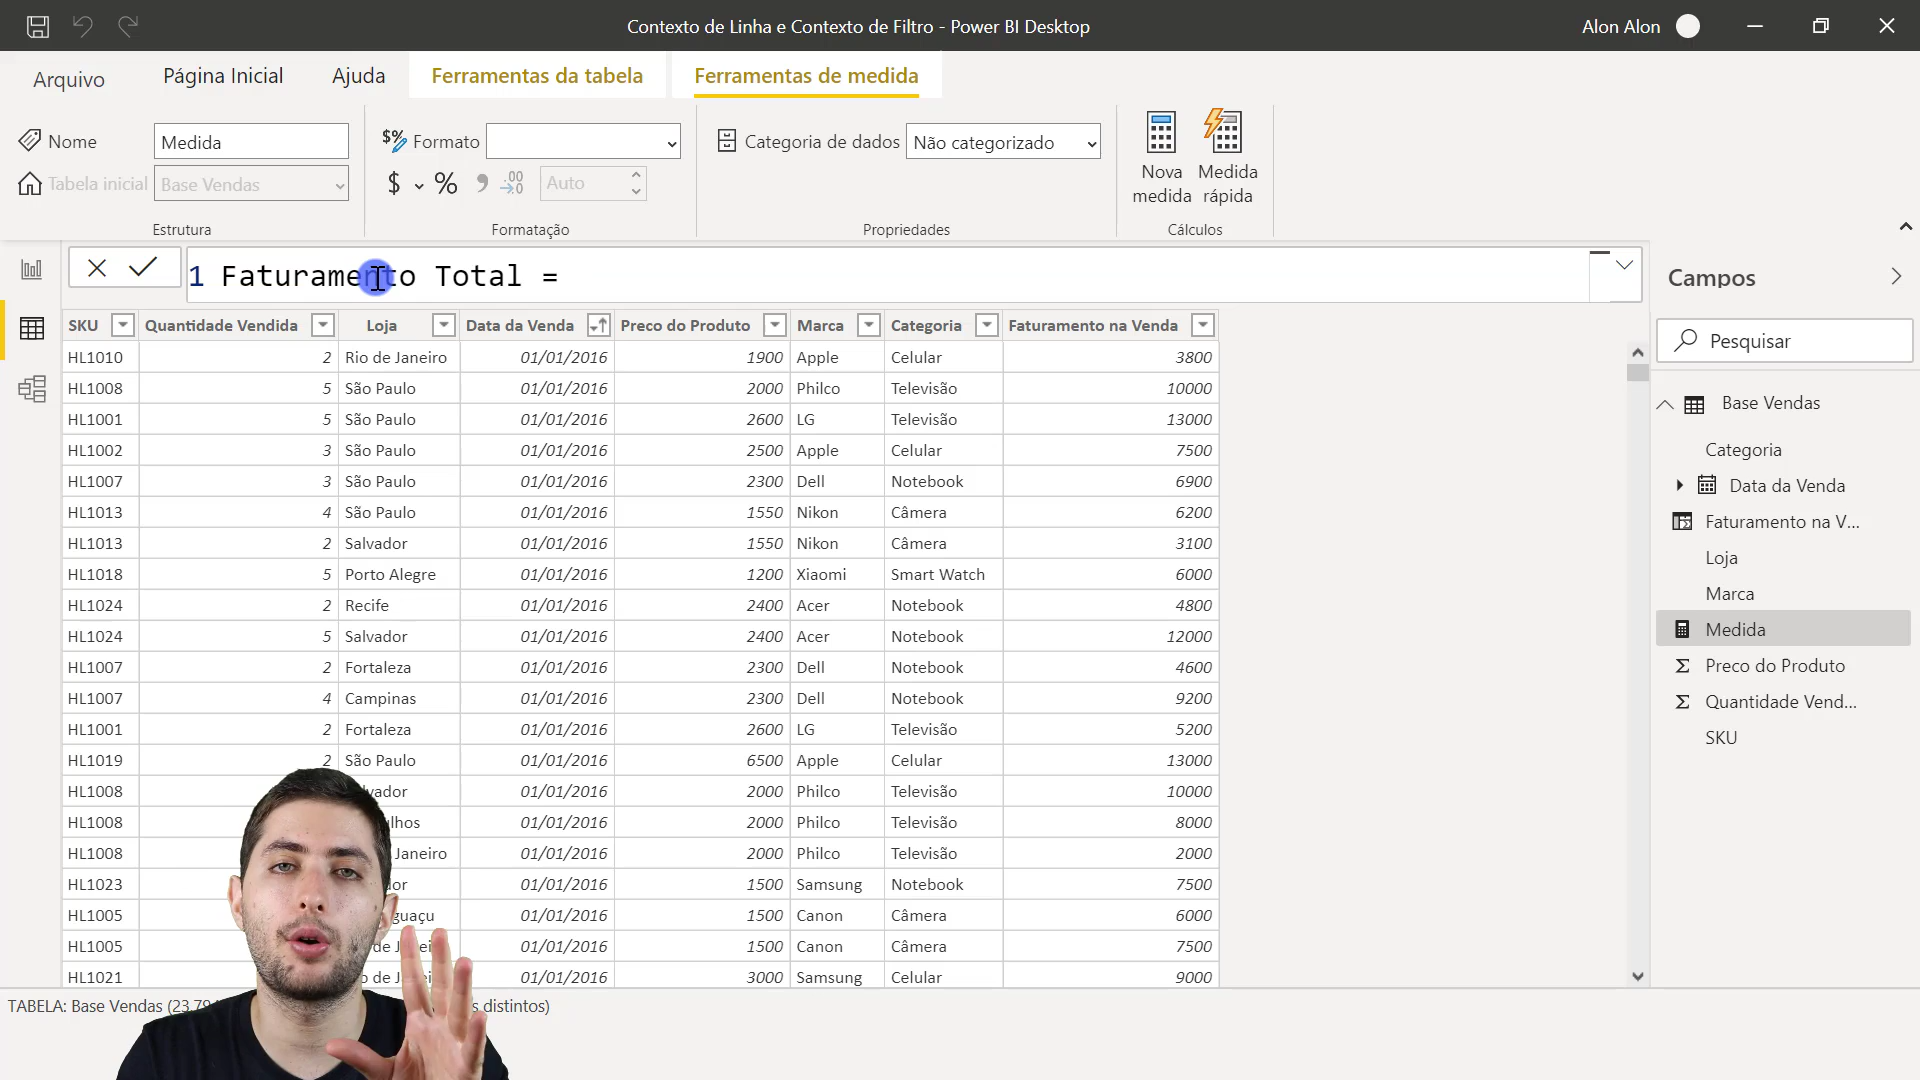 Contexto de Linha e Contexto de Filtro - Power BI Desktop
Alon Alon
Arquivo
Página Inicial
Ajuda
Ferramentas da tabela
Ferramentas de medida
Nome
Medida
Tabela inicial
Base Vendas
Estrutura
$% Formato
$ % 9 .00
Auto
Formatação
Categoria de dados
Não categorizado
Propriedades
Nova medida
Medida rápida
Cálculos
1 Faturamento Total =
SKU Quantidade Vendida Loja Data da Venda Preco do Produto Marca Categoria Faturamento na Venda
HL1010 2 Rio de Janeiro 01/01/2016 1900 Apple Celular 3800
HL1008 5 São Paulo 01/01/2016 2000 Philco Televisão 10000
HL1001 5 São Paulo 01/01/2016 2600 LG Televisão 13000
HL1002 3 São Paulo 01/01/2016 2500 Apple Celular 7500
HL1007 3 São Paulo 01/01/2016 2300 Dell Notebook 6900
HL1013 4 São Paulo 01/01/2016 1550 Nikon Câmera 6200
HL1013 2 Salvador 01/01/2016 1550 Nikon Câmera 3100
HL1018 5 Porto Alegre 01/01/2016 1200 Xiaomi Smart Watch 6000
HL1024 2 Recife 01/01/2016 2400 Acer Notebook 4800
HL1024 5 Salvador 01/01/2016 2400 Acer Notebook 12000
HL1007 2 Fortaleza 01/01/2016 2300 Dell Notebook 4600
HL1007 4 Campinas 01/01/2016 2300 Dell Notebook 9200
HL1001 2 Fortaleza 01/01/2016 2600 LG Televisão 5200
HL1019 2 São Paulo 01/01/2016 6500 Apple Celular 13000
HL1008 vador 01/01/2016 2000 Philco Televisão 10000
HL1008 lhos 01/01/2016 2000 Philco Televisão 8000
HL1008 Janeiro 01/01/2016 2000 Philco Televisão 2000
HL1023 dor 01/01/2016 1500 Samsung Notebook 7500
HL1005 guaçu 01/01/2016 1500 Canon Câmera 6000
HL1005 de J 01/01/2016 1500 Canon Câmera 7500
HL1021 o de J 01/01/2016 3000 Samsung Celular 9000
TABELA: Base Vendas (23.79 s distintos)
Campos
Pesquisar
Base Vendas
Categoria
Data da Venda
Faturamento na V...
Loja
Marca
Medida
Preco do Produto
Quantidade Vend...
SKU